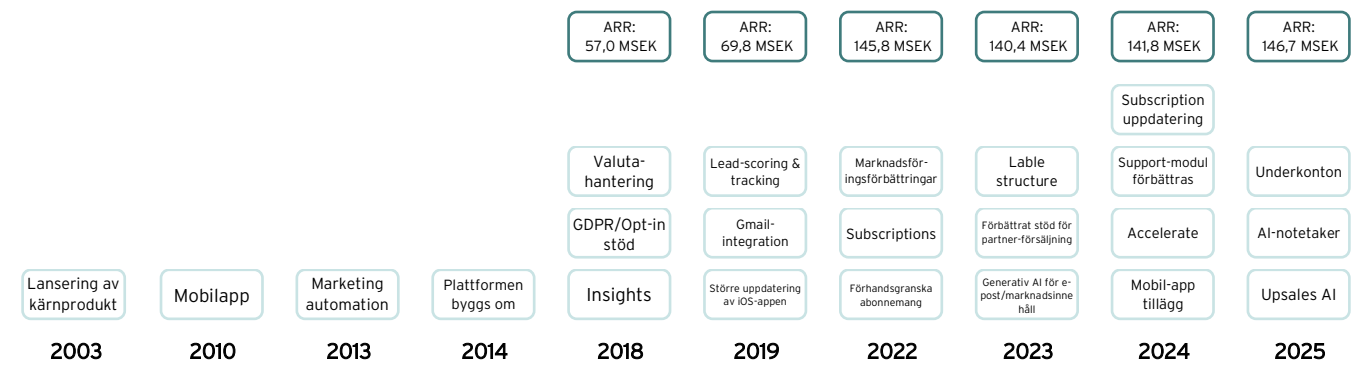 ARR:
57,0 MSEK
ARR:
69,8 MSEK
ARR:
145,8 MSEK
ARR:
140,4 MSEK
ARR:
141,8 MSEK
ARR:
146,7 MSEK
Subscription
uppdatering
Valuta-
hantering
Lead-scoring &
tracking
Marknadsför-
ingsförbättringar
Lable
structure
Support-modul
förbättras
Underkonton
GDPR/Opt-in
stöd
Gmail-
integration
Subscriptions
Förbättrat stöd för
partner-försäljning
Accelerate
AI-notetaker
Lansering av
kärnprodukt
Mobilapp
Marketing
automation
Plattformen
byggs om
Insights
Större uppdatering
av iOS-appen
Förhandsgranska
abonnemang
Generativ AI för e-
post/marknadsinne
håll
Mobil-app
tillägg
Upsales AI
2003
2010
2013
2014
2018
2019
2022
2023
2024
2025